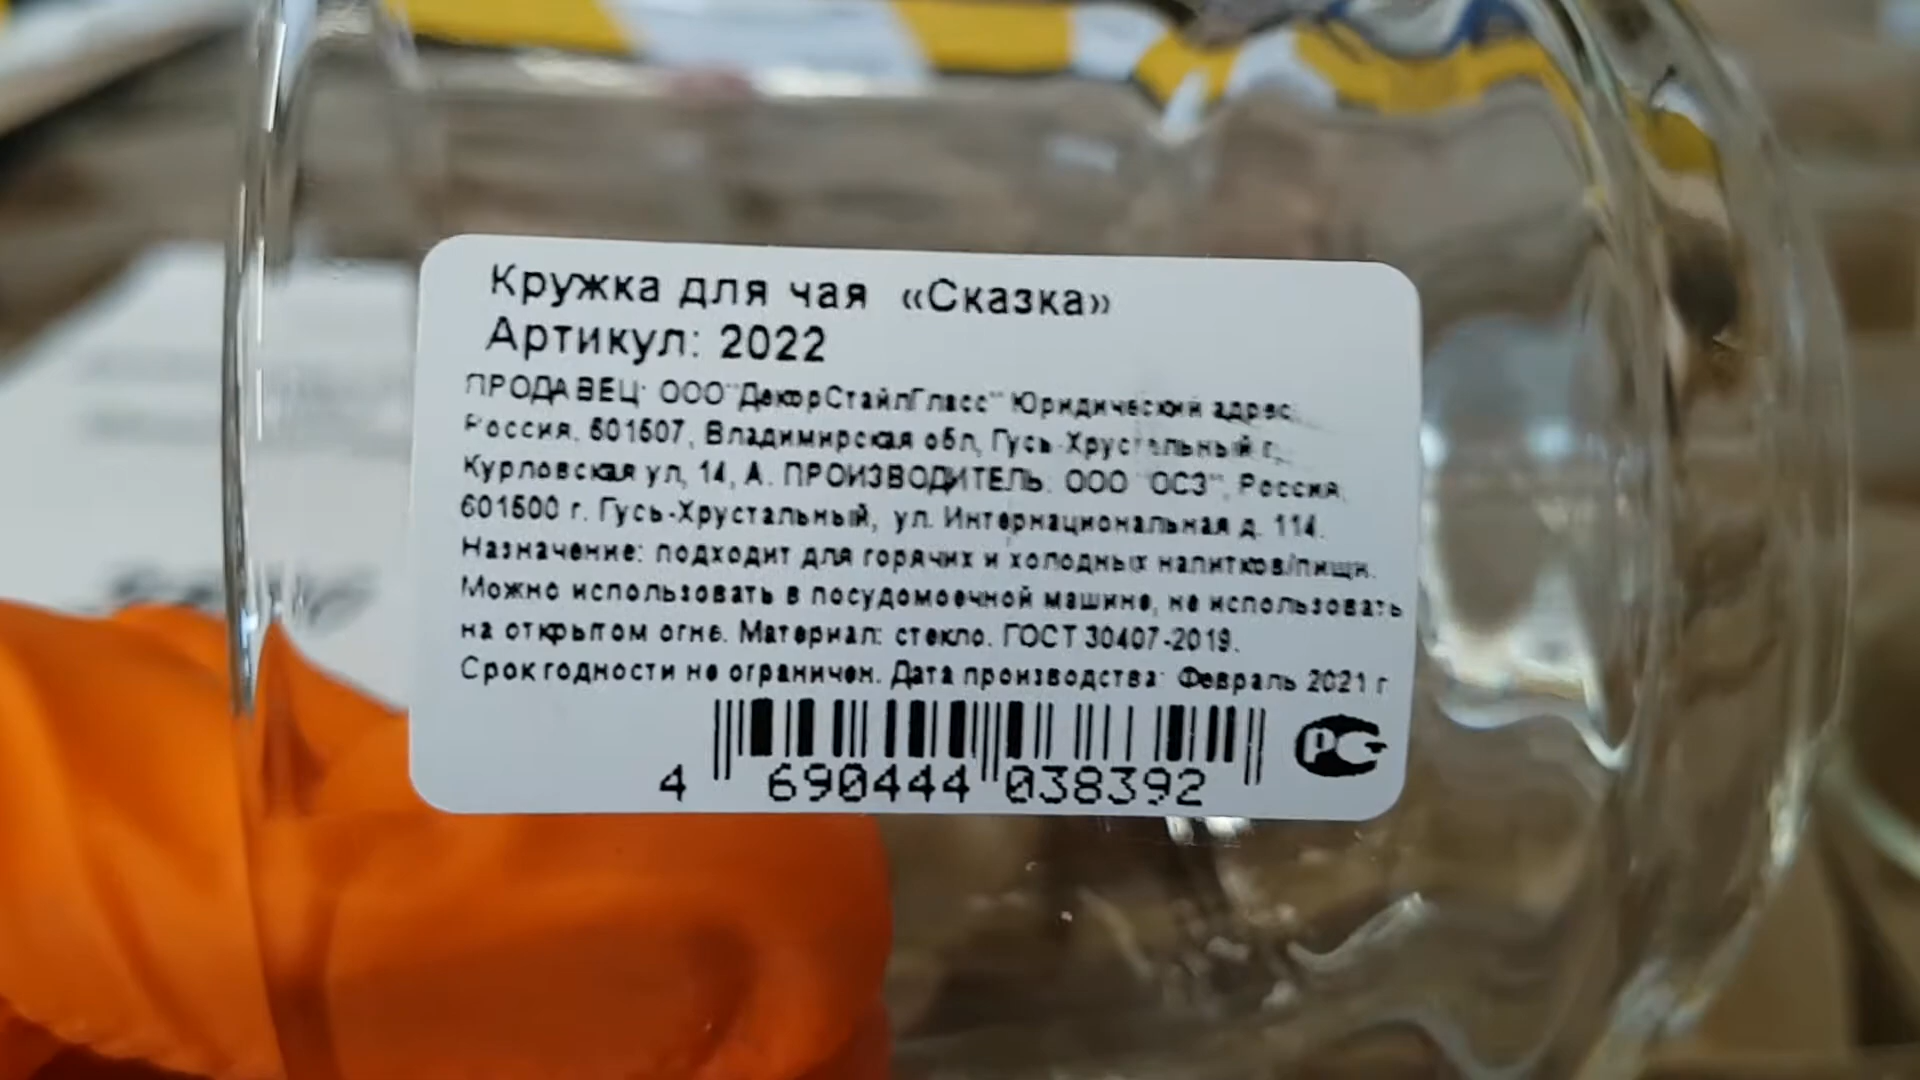 Кружка для чая «Сказка»
Артикул: 2022
ПРОДАВЕЦ: ООО "ДекорСтайлГласс" Юридический адрес:
Россия, 601507, Владимирская обл, Гусь-Хрустальный г,
Курловская ул, 14, А. ПРОИЗВОДИТЕЛЬ: ООО "ОСЗ", Россия,
601500 г. Гусь-Хрустальный, ул. Интернациональная д. 114.
Назначение: подходит для горячих и холодных напитков/пищи.
Можно использовать в посудомоечной машине, не использовать
на открытом огне. Материал: стекло. ГОСТ 30407-2019.
Срок годности не ограничен. Дата производства: Февраль 2021 г
4 690444 038392
РСТ